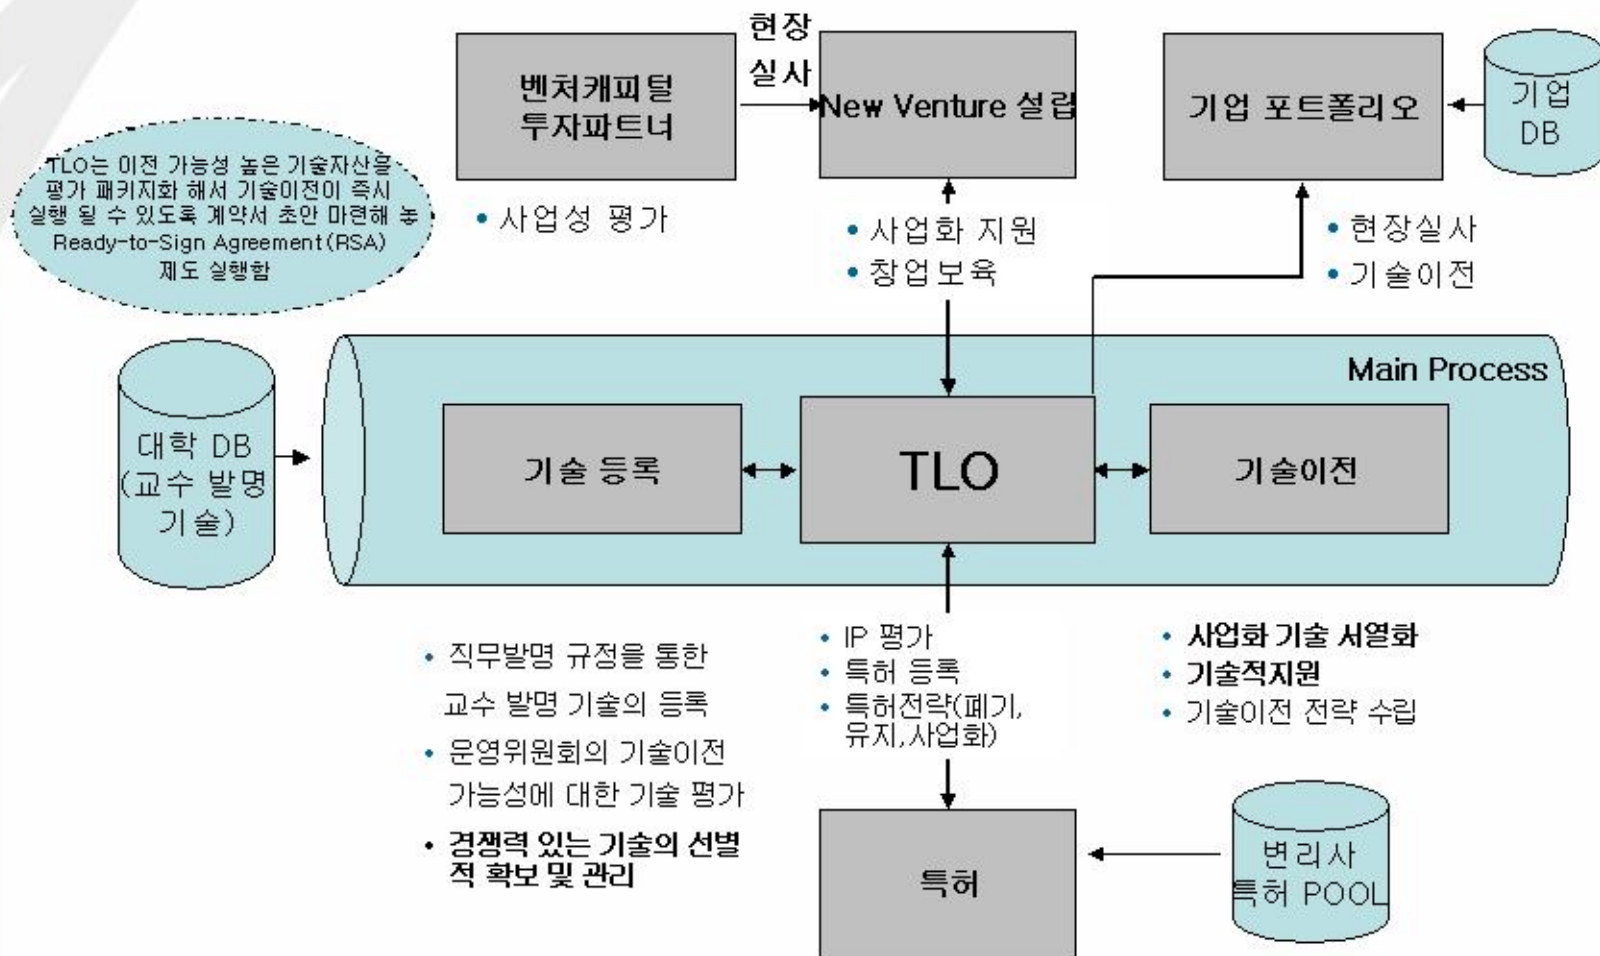 현장
실사
벤처캐피털
투자파트너
New Venture 설립
기업 포트폴리오
기업
DB
TLO는 이전 가능성 높은 기술자산을
평가 패키지화 해서 기술이전이 즉시
실행 될 수 있도록 계약서 초안 마련해 놓
Ready-to-Sign Agreement(RSA)
제도 실행함
• 사업성 평가
• 사업화 지원
• 창업보육
• 현장실사
• 기술이전
Main Process
대학 DB
(교수 발명
기술)
기술 등록
TLO
기술이전
• 직무발명 규정을 통한
교수 발명 기술의 등록
• 운영위원회의 기술이전
가능성에 대한 기술 평가
• 경쟁력 있는 기술의 선별
적 확보 및 관리
• IP 평가
• 특허 등록
• 특허전략(폐기,
유지,사업화)
• 사업화 기술 서열화
• 기술적지원
• 기술이전 전략 수립
특허
변리사
특허 POOL